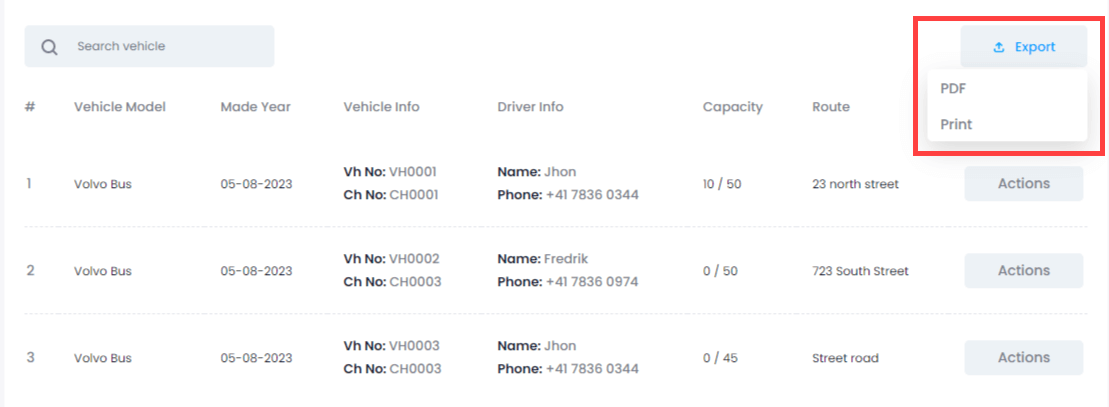 Search vehicle
Export
PDF
Print
# Vehicle Model Made Year Vehicle Info Driver Info Capacity Route
1 Volvo Bus 05-08-2023 Vh No: VH0001 Name: Jhon 10 / 50 23 north street Actions
Ch No: CH0001 Phone: +41 7836 0344
2 Volvo Bus 05-08-2023 Vh No: VH0002 Name: Fredrik 0 / 50 723 South Street Actions
Ch No: CH0003 Phone: +41 7836 0974
3 Volvo Bus 05-08-2023 Vh No: VH0003 Name: Jhon 0 / 45 Street road Actions
Ch No: CH0003 Phone: +41 7836 0344